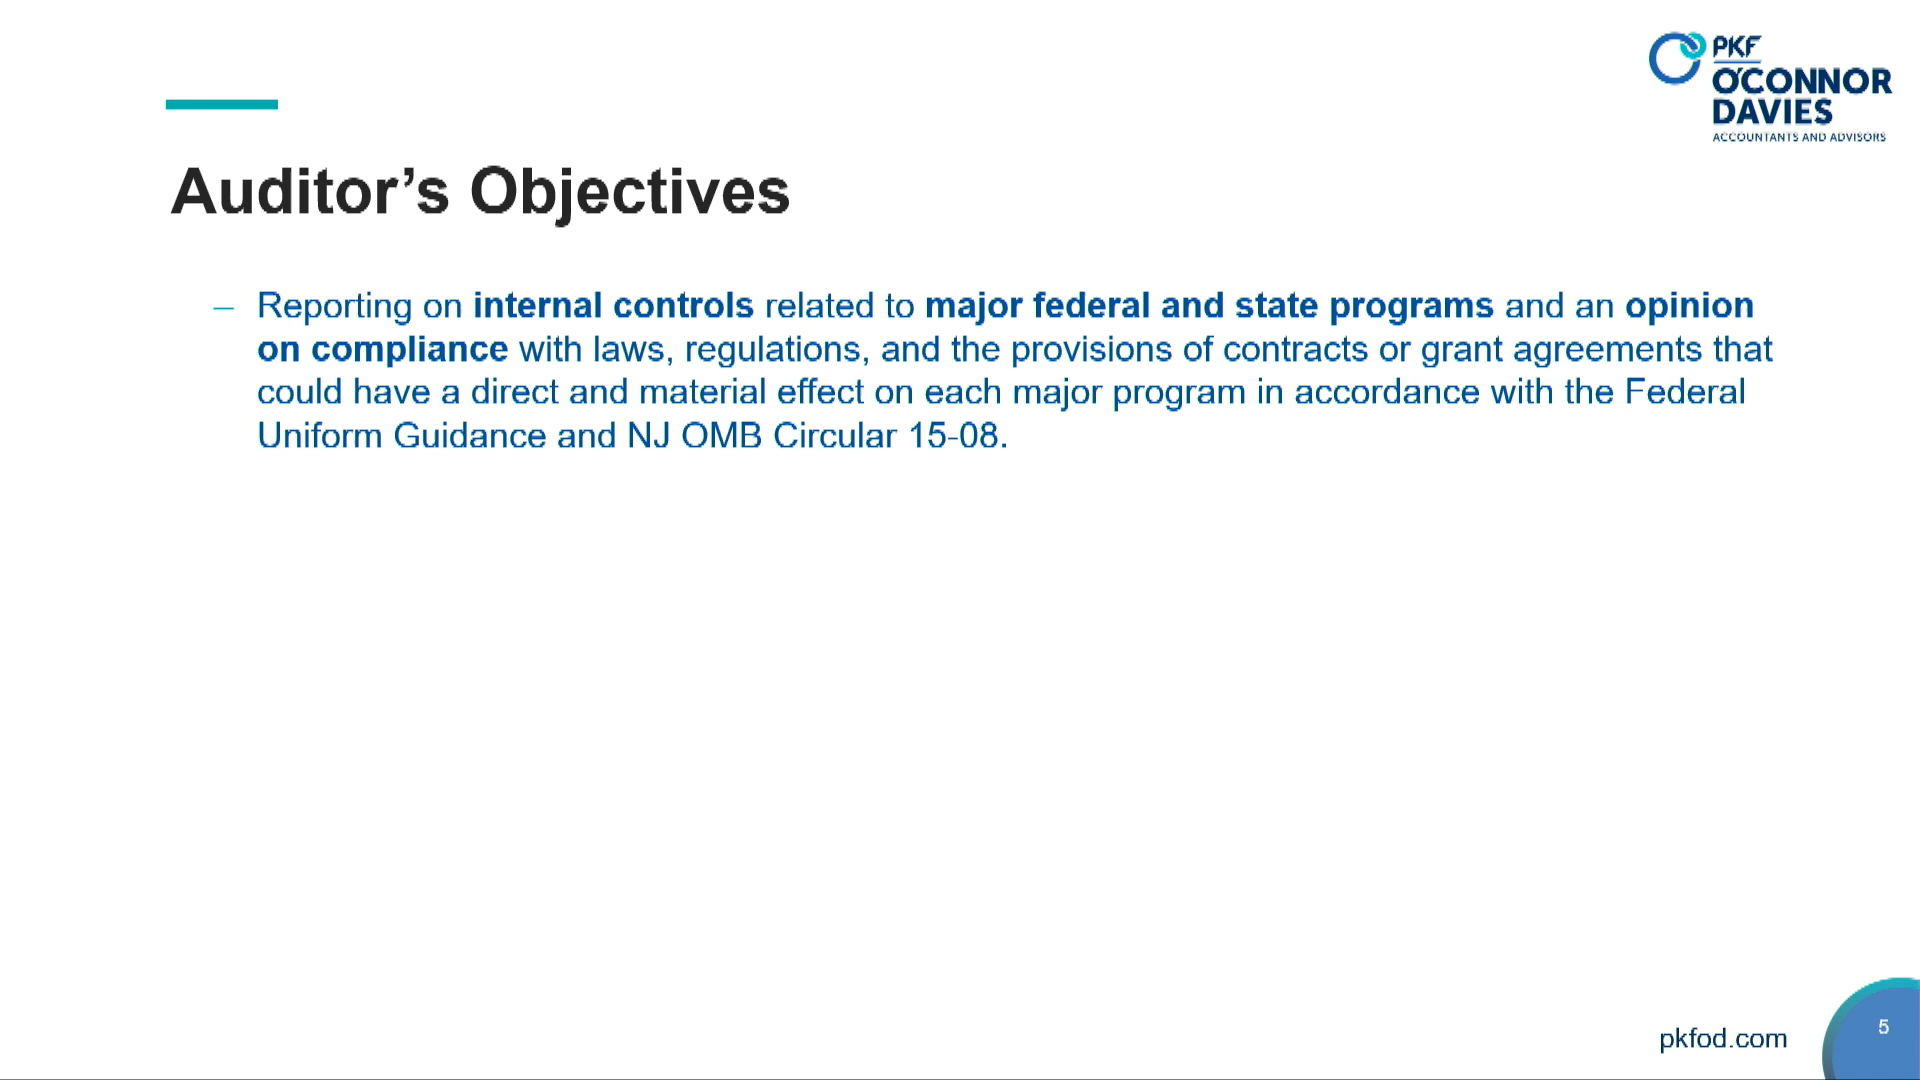 PKF
O'CONNOR
DAVIES
ACCOUNTANTS AND ADVISORS
Auditor’s Objectives
– Reporting on internal controls related to major federal and state programs and an opinion
on compliance with laws, regulations, and the provisions of contracts or grant agreements that
could have a direct and material effect on each major program in accordance with the Federal
Uniform Guidance and NJ OMB Circular 15-08.
pkfod.com
5